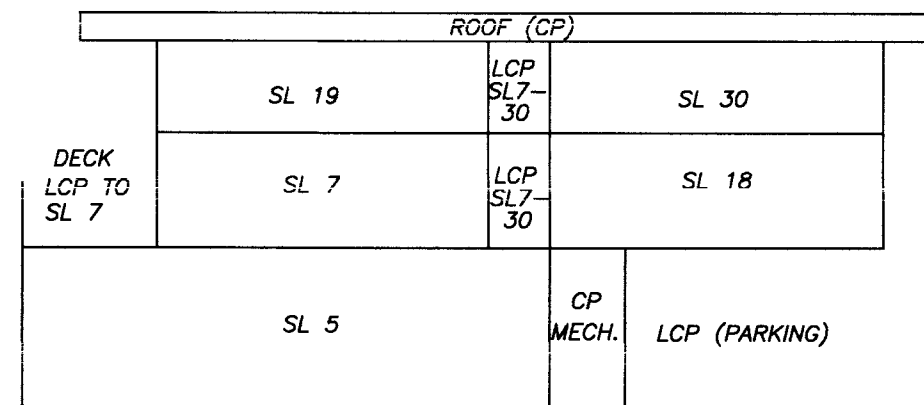 ROOF (CP)
SL 19
LCP
SL7-
30
SL 30
DECK
LCP TO
SL 7
SL 7
LCP
SL7-
30
SL 18
SL 5
CP
MECH.
LCP (PARKING)